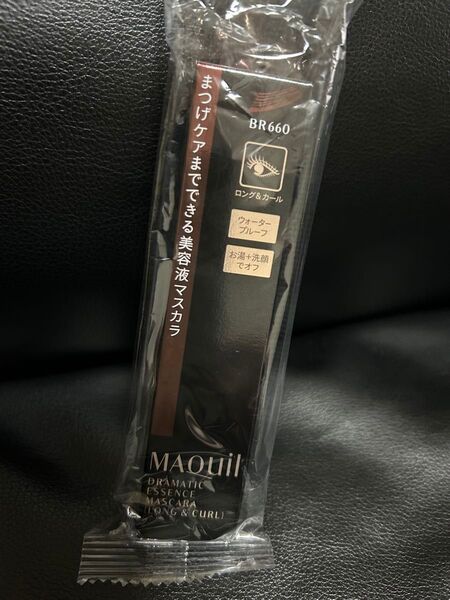 まつげケアまでできる美容液マスカラ
BR660
ロング&カール
ウォーター
プルーフ
お湯+洗顔
でオフ
MAQuil
DRAMATIC
ESSENCE
MASCARA
(LONG & CURL)